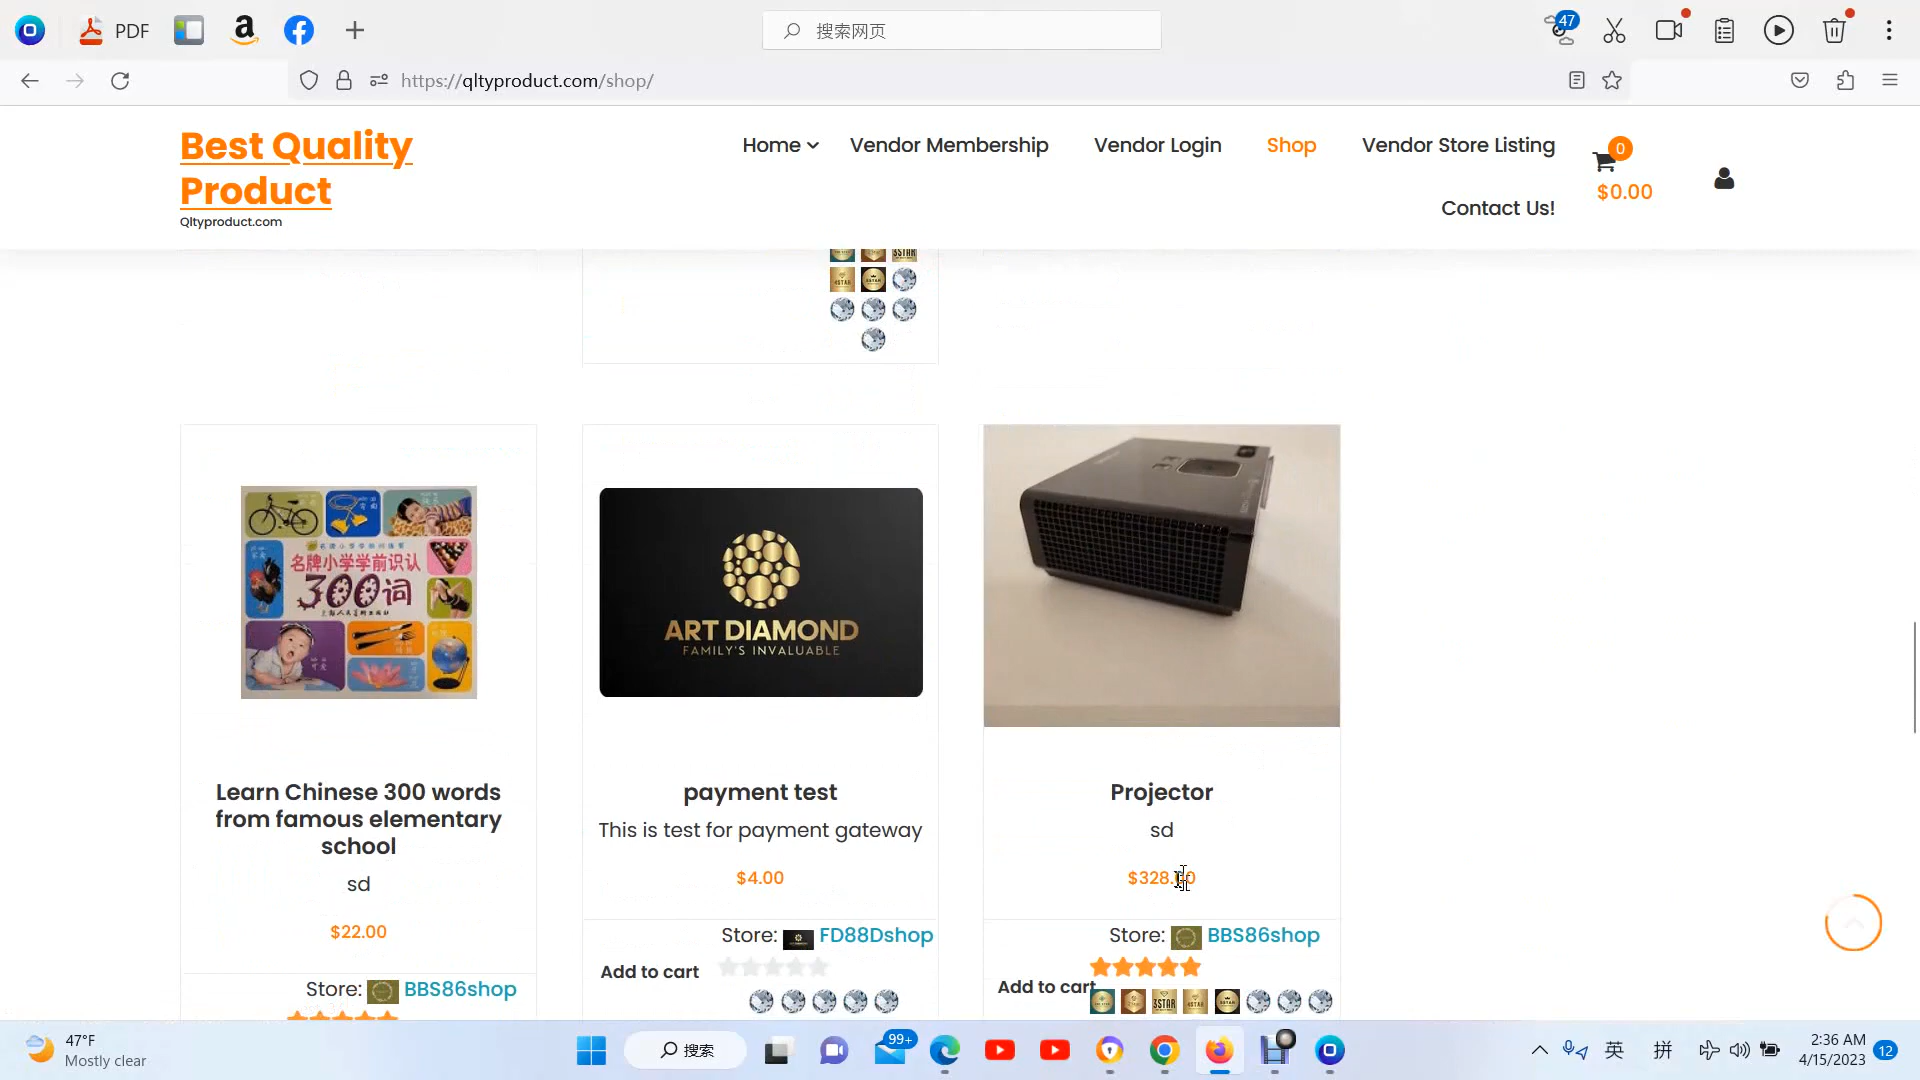 PDF
搜索网页
47
https://qltyproduct.com/shop/
Best Quality
Product
Qltyproduct.com
Home
Vendor Membership
Vendor Login
Shop
Vendor Store Listing
0
$0.00
Contact Us!
3STAR
名牌小学学前识认
300词
ART DIAMOND
FAMILY'S INVALUABLE
Learn Chinese 300 words
from famous elementary
school
sd
$22.00
Store: BBS86shop
payment test
This is test for payment gateway
$4.00
Store: FD88Dshop
Add to cart
Projector
sd
$328.00
Store: BBS86shop
Add to cart
3STAR
47°F
Mostly clear
搜索
99+
英
拼
2:36 AM
4/15/2023
12